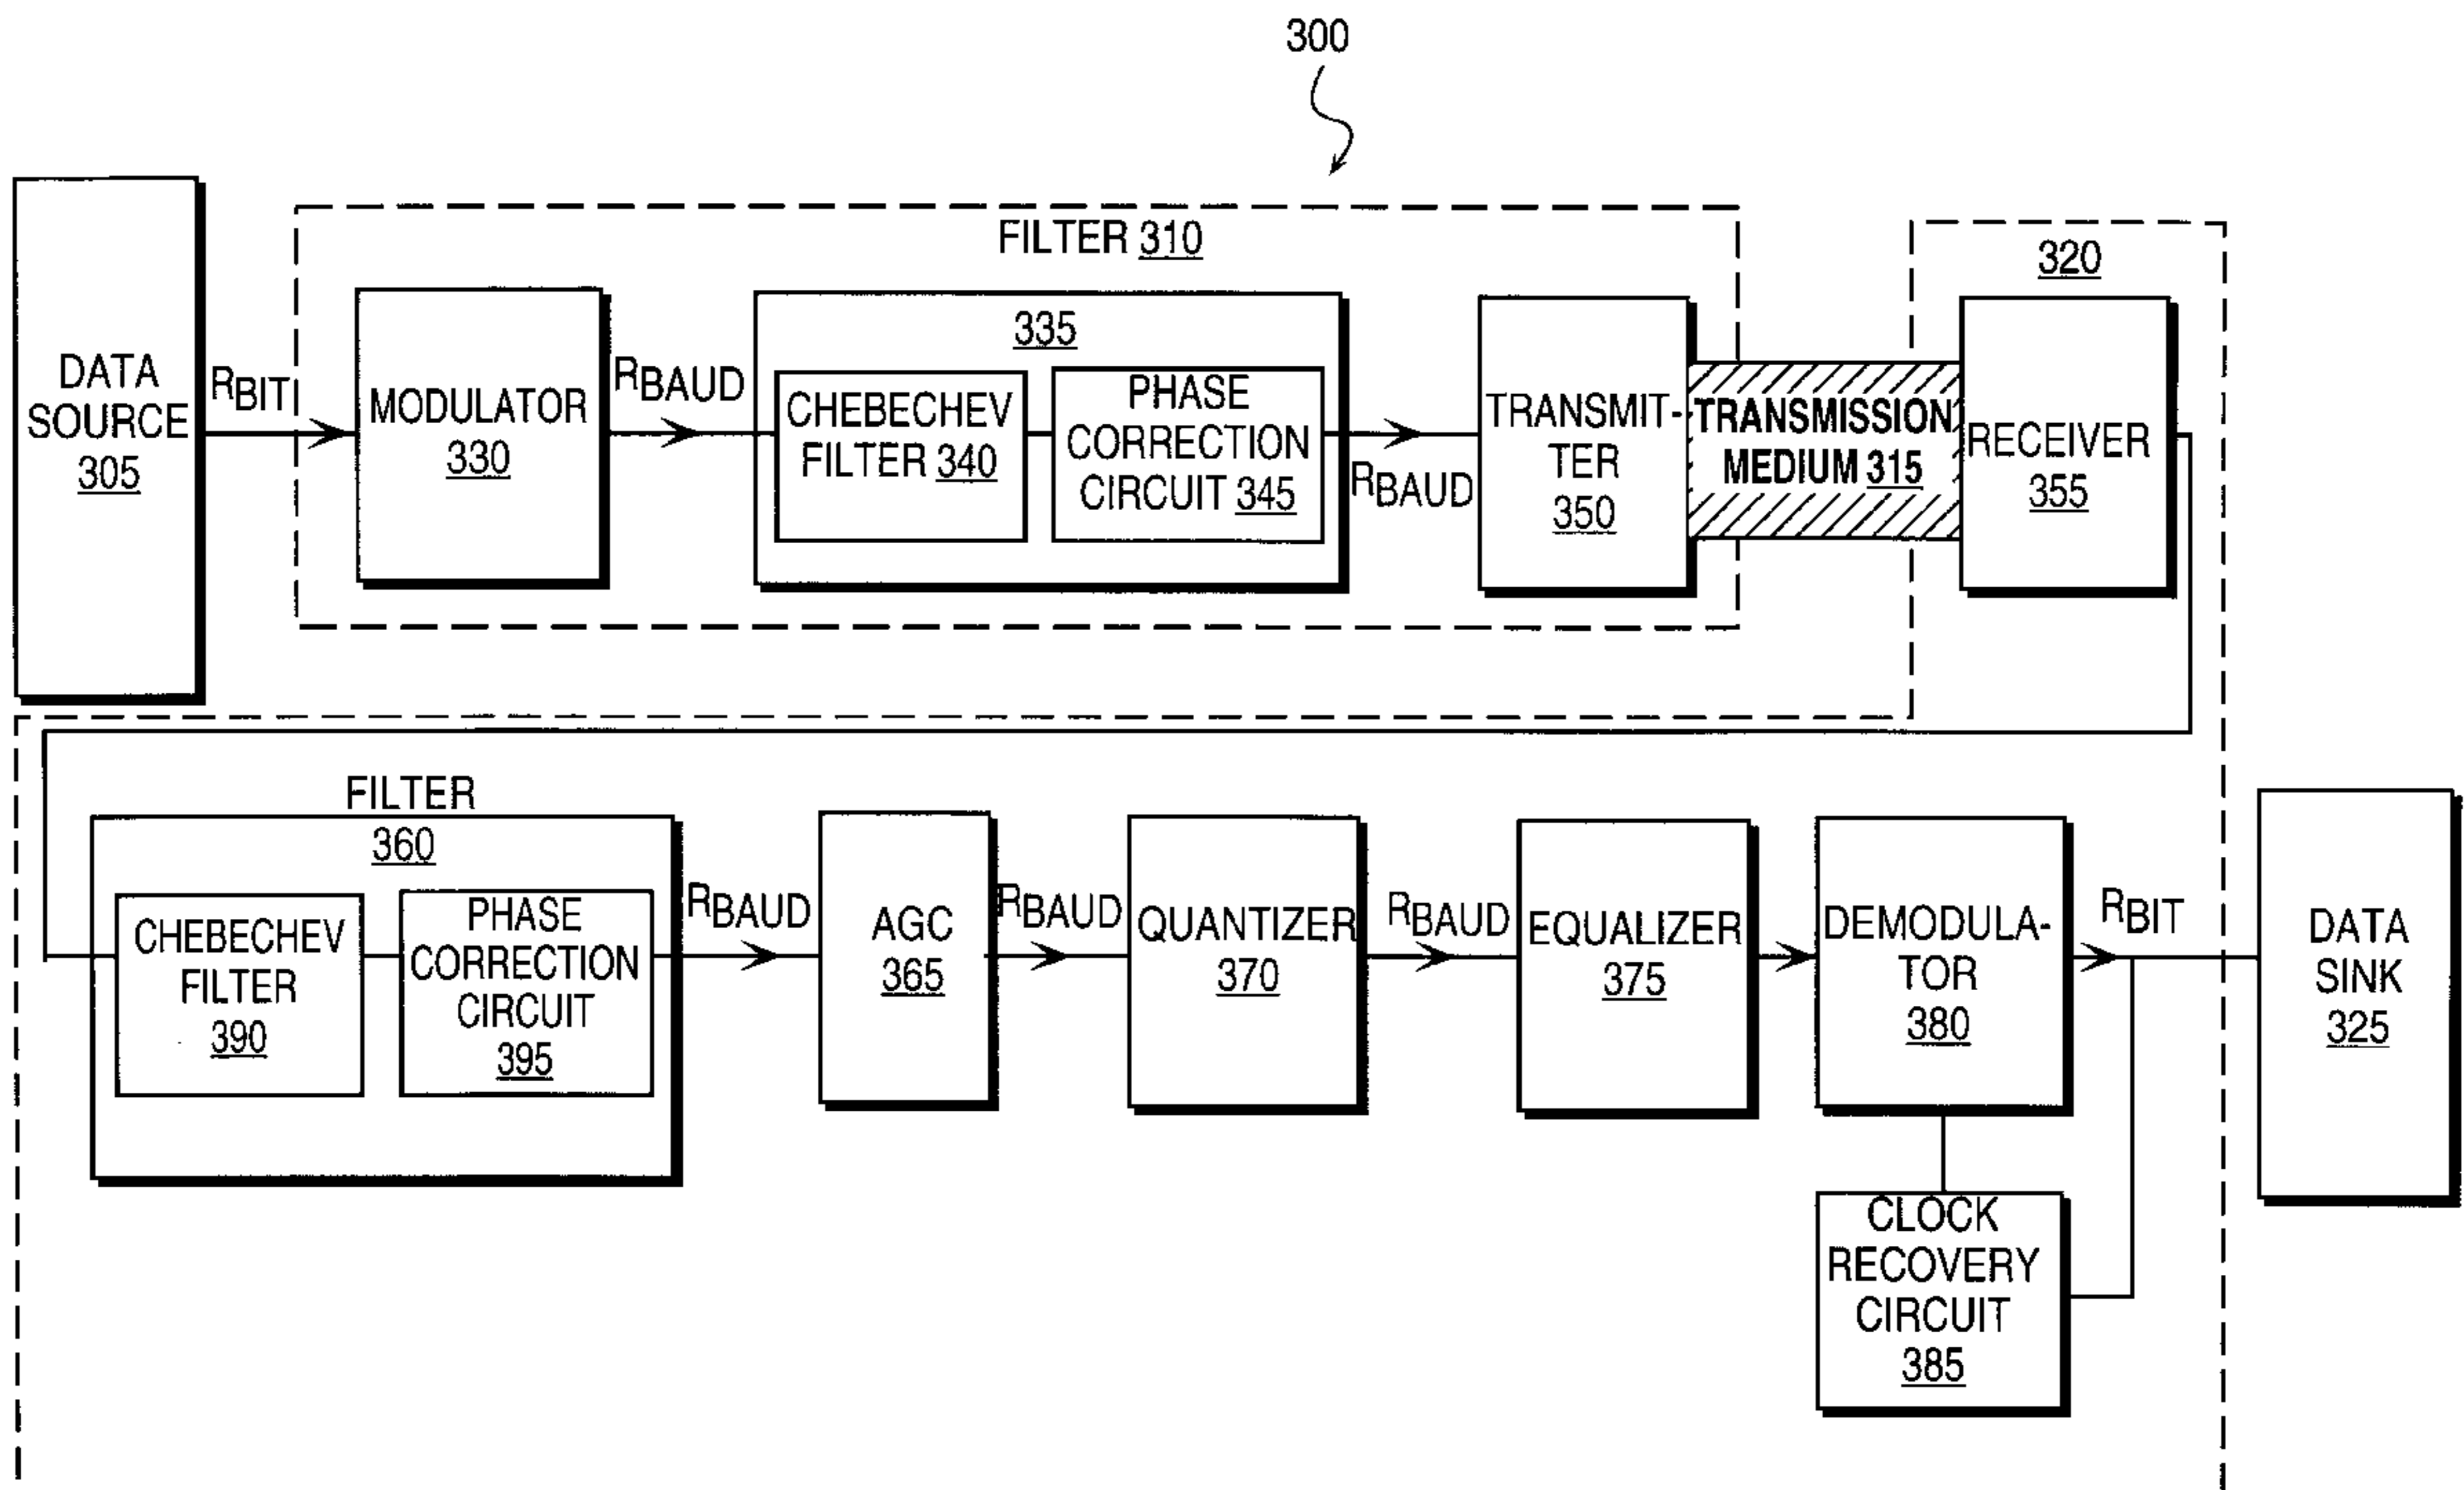 300
FILTER 310
320
DATA
SOURCE
305
RBIT
MODULATOR
330
RBAUD
335
CHEBECHEV
FILTER 340
PHASE
CORRECTION
CIRCUIT 345
RBAUD
TRANSMIT-
TER
350
TRANSMISSION
MEDIUM 315
RECEIVER
355
FILTER
360
CHEBECHEV
FILTER
390
PHASE
CORRECTION
CIRCUIT
395
RBAUD
AGC
365
RBAUD
QUANTIZER
370
RBAUD
EQUALIZER
375
DEMODULA-
TOR
380
RBIT
DATA
SINK
325
CLOCK
RECOVERY
CIRCUIT
385